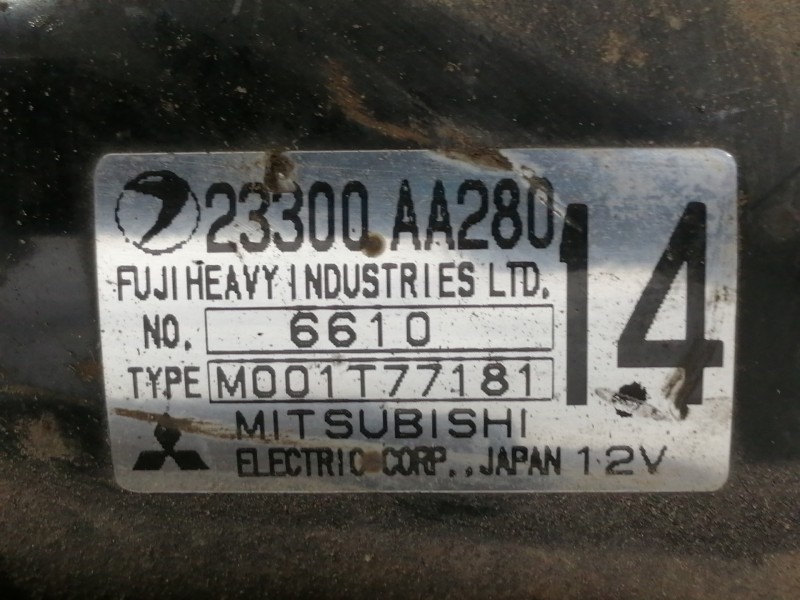 23300 AA280
14
FUJI HEAVY INDUSTRIES LTD.
NO. 6610
TYPE M001T77181
MITSUBISHI
ELECTRIC CORP., JAPAN 12V